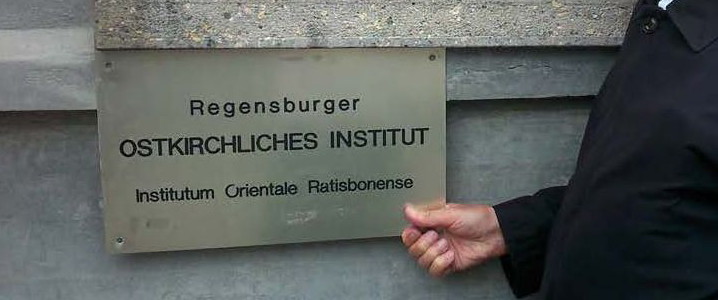 Regensburger
OSTKIRCHLICHES INSTITUT
Institutum Orientale Ratisbonense